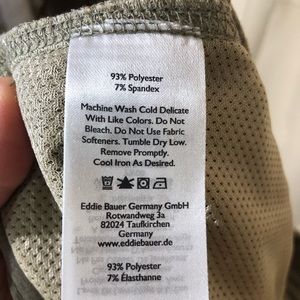 93% Polyester
7% Spandex
Machine Wash Cold Delicate
With Like Colors. Do Not
Bleach. Do Not Use Fabric
Softeners. Tumble Dry Low.
Remove Promptly.
Cool Iron As Desired.
Eddie Bauer Germany GmbH
Rotwandweg 3a
82024 Taufkirchen
Germany
www.eddiebauer.de
93% Polyester
7% Élasthanne